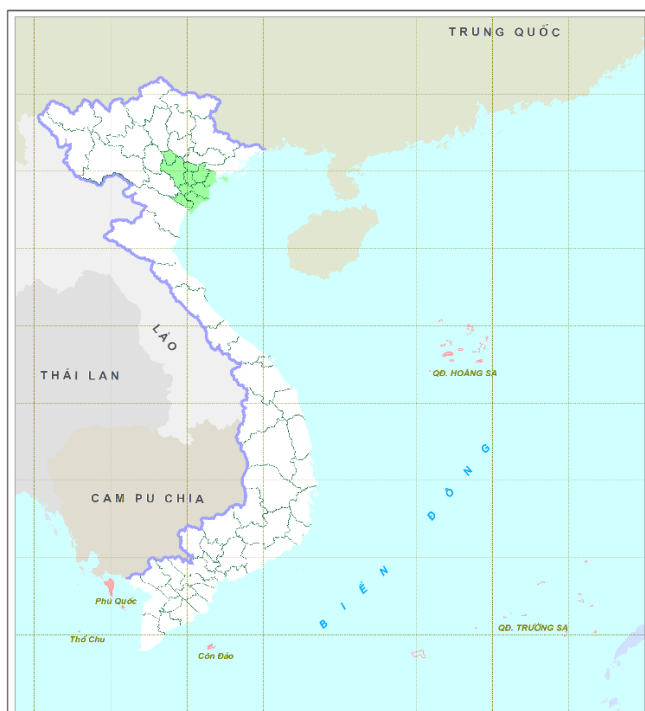 TRUNG QUỐC
LÀO
THÁI LAN
QĐ. HOÀNG SA
CAM PU CHIA
BIỂN ĐÔNG
Phú Quốc
Thổ Chu
Côn Đảo
QĐ. TRƯỜNG SA